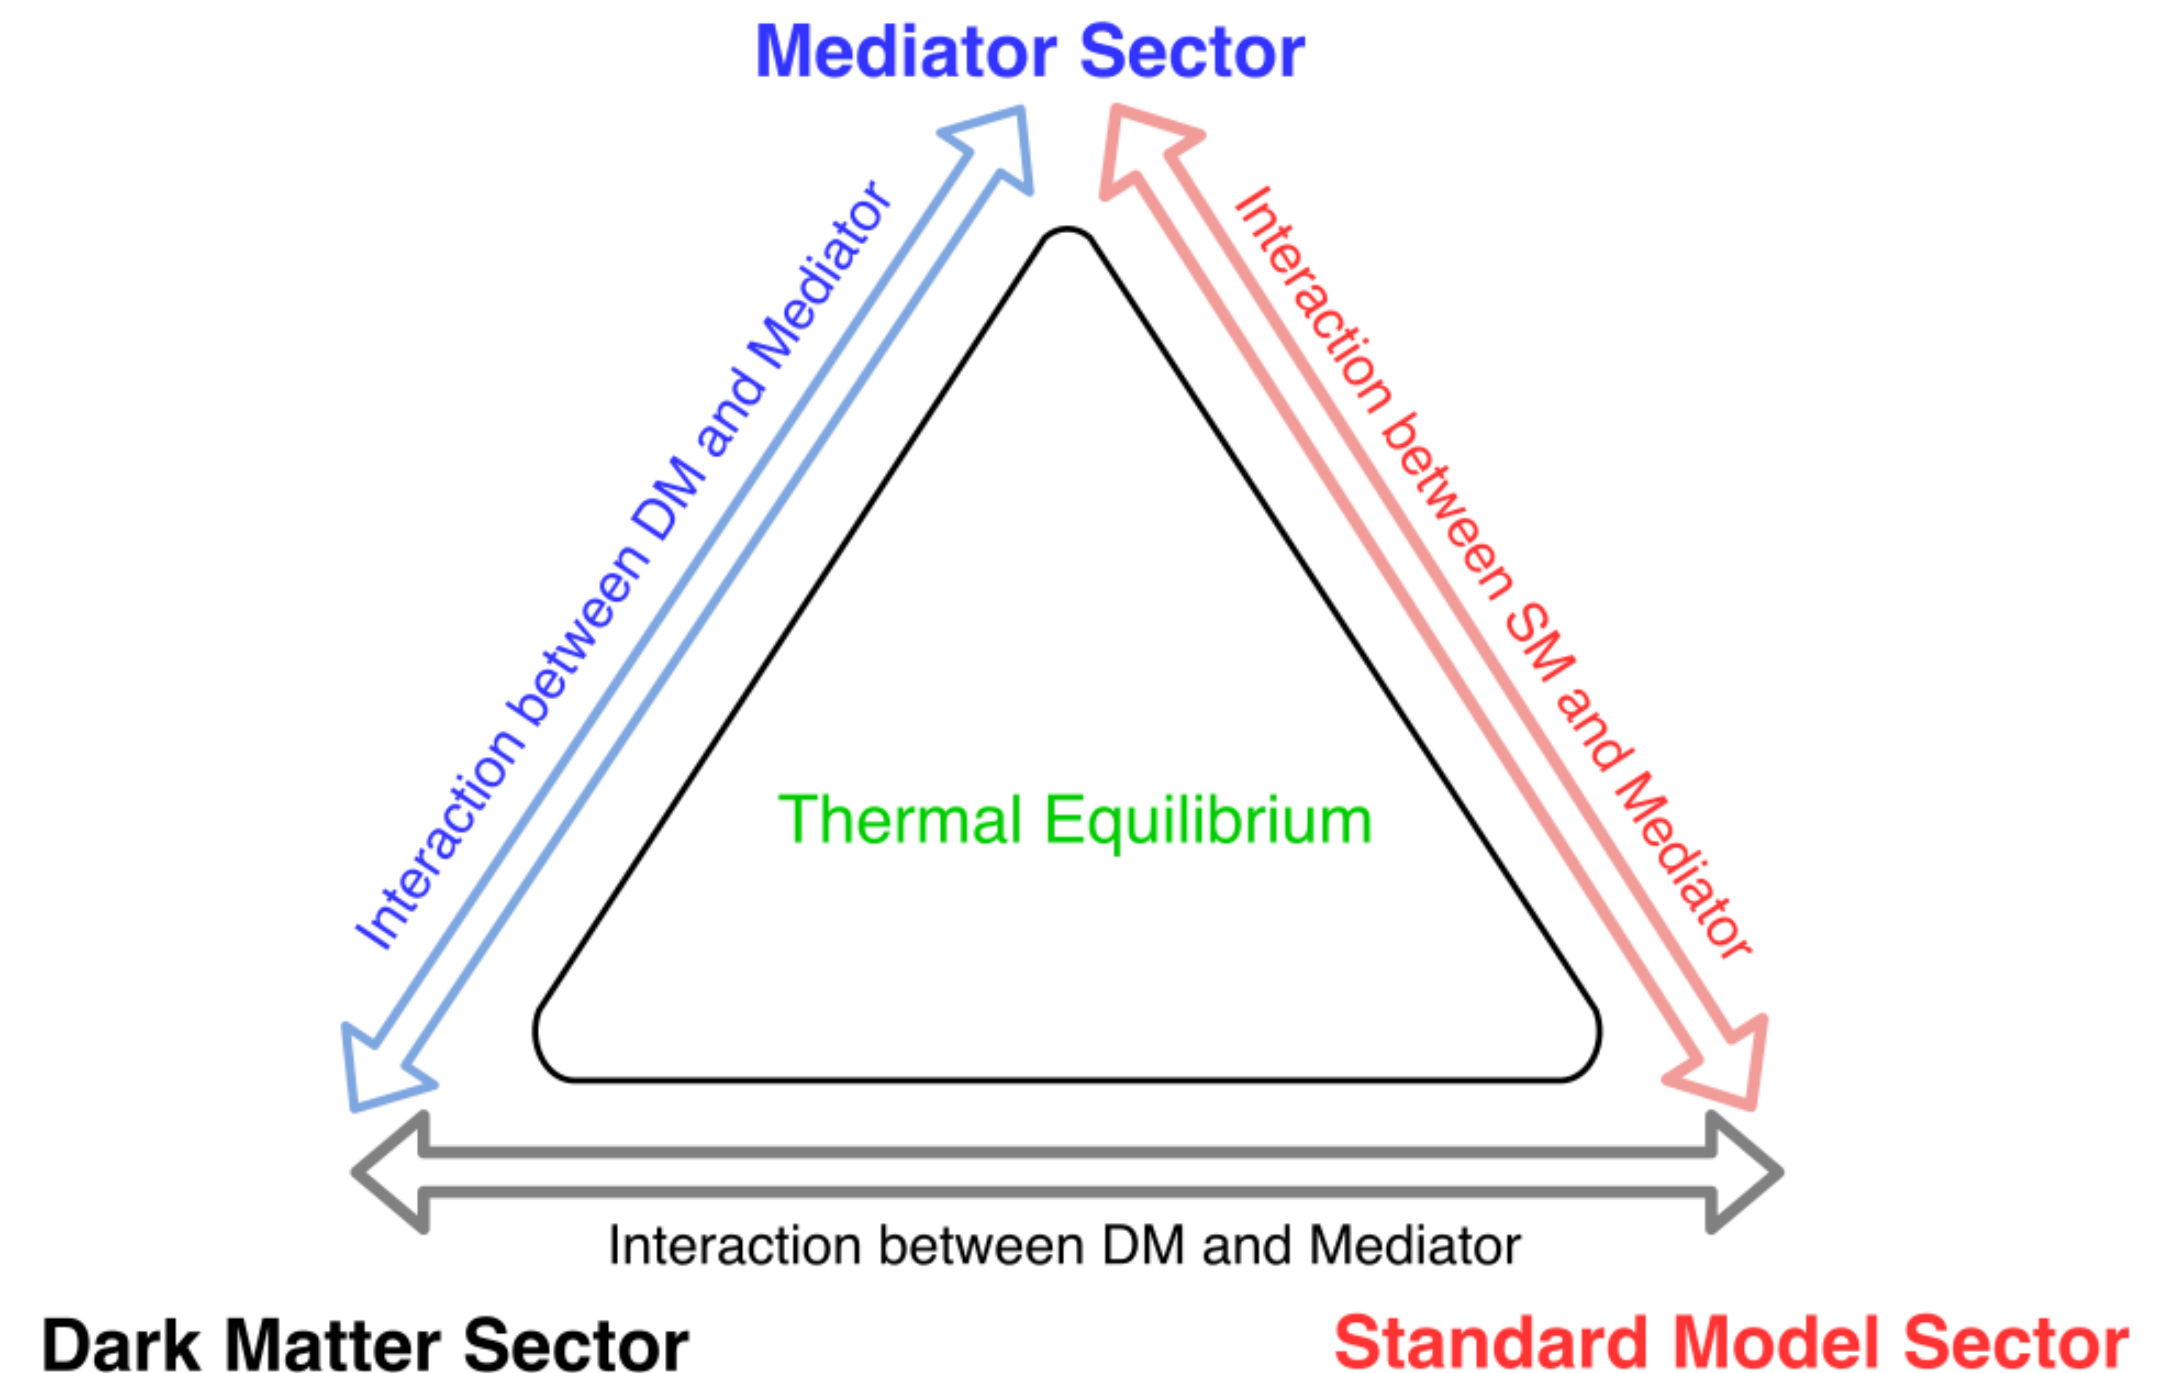 Mediator Sector
Interaction between DM and Mediator
Interaction between SM and Mediator
Thermal Equilibrium
Interaction between DM and Mediator
Dark Matter Sector
Standard Model Sector